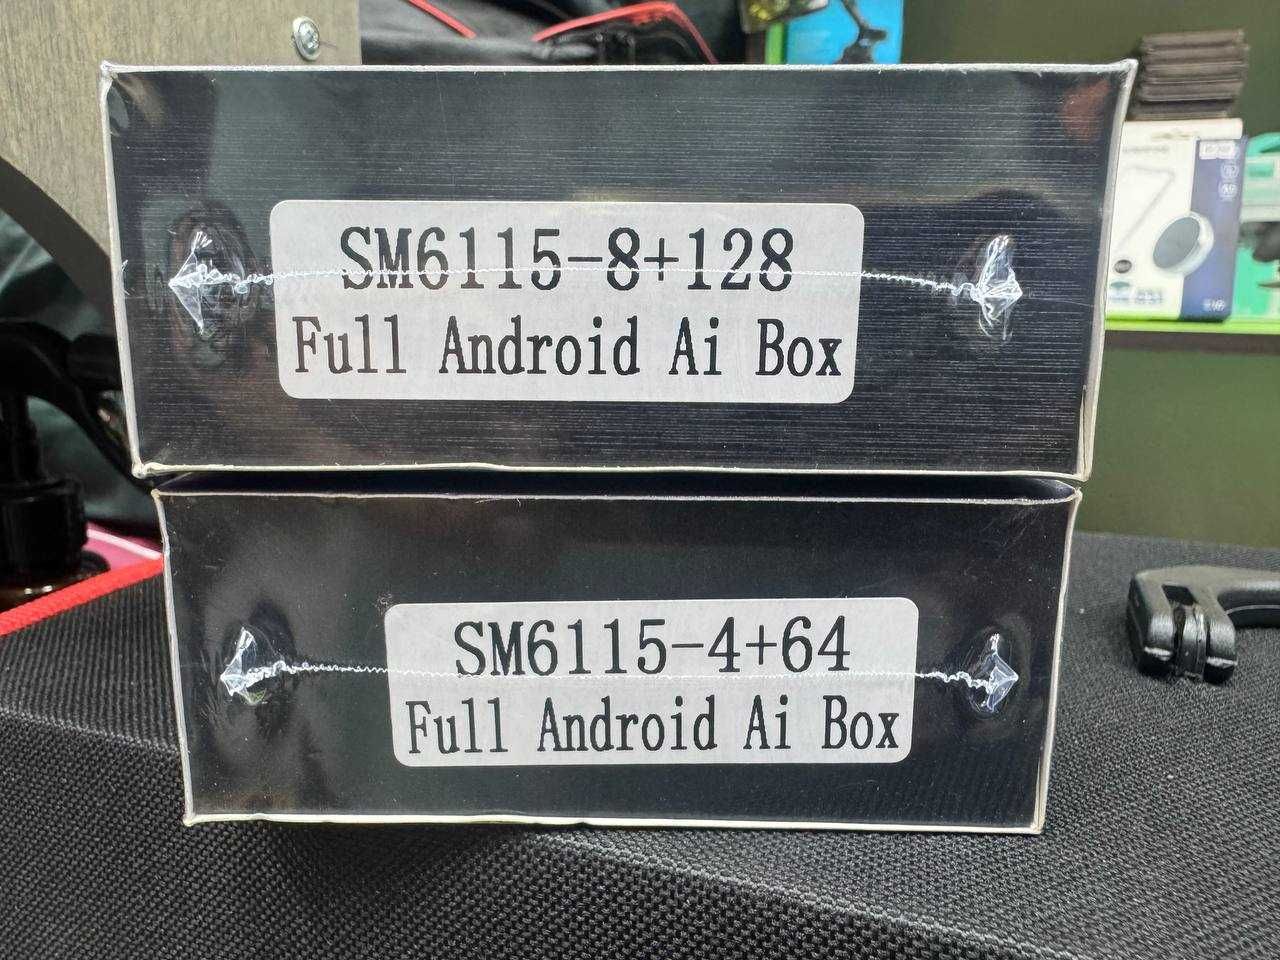 SM6115-8+128
Full Android Ai Box
SM6115-4+64
Full Android Ai Box